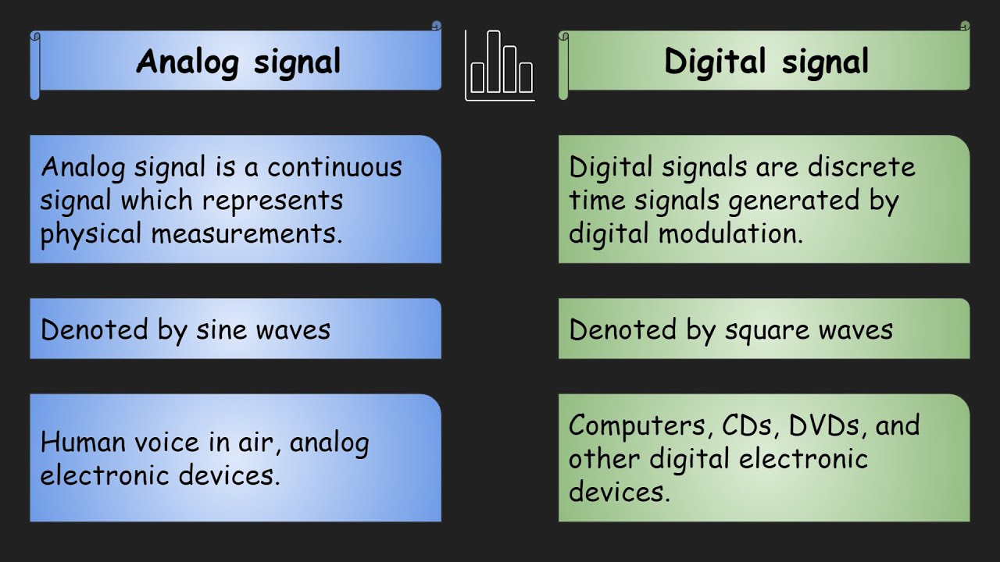 Analog signal
Digital signal
Analog signal is a continuous
signal which represents
physical measurements.
Digital signals are discrete
time signals generated by
digital modulation.
Denoted by sine waves
Denoted by square waves
Human voice in air, analog
electronic devices.
Computers, CDs, DVDs, and
other digital electronic
devices.